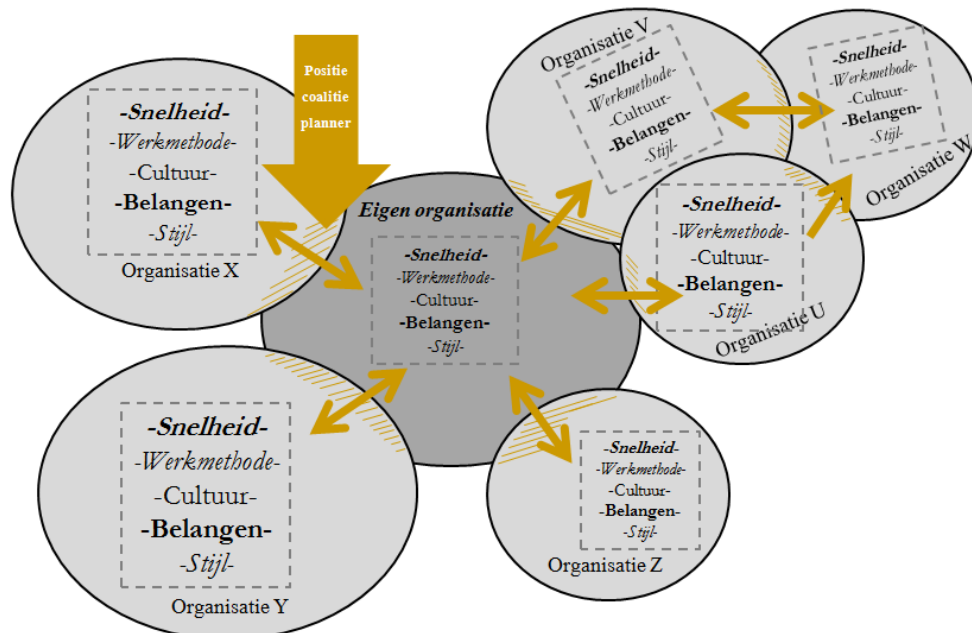 Positie
coalitie
planner
-Snelheid-
-Werkmethode-
-Cultuur-
-Belangen-
-Stijl-
Organisatie X
Eigen organisatie
-Snelheid-
-Werkmethode-
-Cultuur-
-Belangen-
-Stijl-
Organisatie V
-Snelheid-
-Werkmethode-
-Cultuur-
-Belangen-
-Stijl-
-Snelheid-
-Werkmethode-
-Cultuur-
-Belangen-
-Stijl-
Organisatie W
-Snelheid-
-Werkmethode-
-Cultuur-
-Belangen-
-Stijl-
Organisatie U
-Snelheid-
-Werkmethode-
-Cultuur-
-Belangen-
-Stijl-
Organisatie Y
-Snelheid-
-Werkmethode-
-Cultuur-
-Belangen-
-Stijl-
Organisatie Z